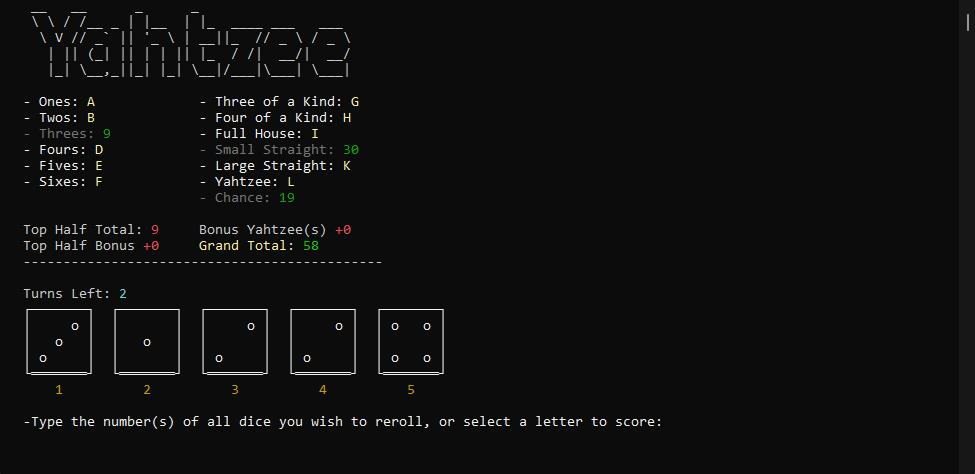 Yahtzee
- Ones: A - Three of a Kind: G
- Twos: B - Four of a Kind: H
- Threes: 9 - Full House: I
- Fours: D - Small Straight: 30
- Fives: E - Large Straight: K
- Sixes: F - Yahtzee: L
- Chance: 19
Top Half Total: 9 Bonus Yahtzee(s) +0
Top Half Bonus +0 Grand Total: 58
---------------------------------------------
Turns Left: 2
1 2 3 4 5
-Type the number(s) of all dice you wish to reroll, or select a letter to score: